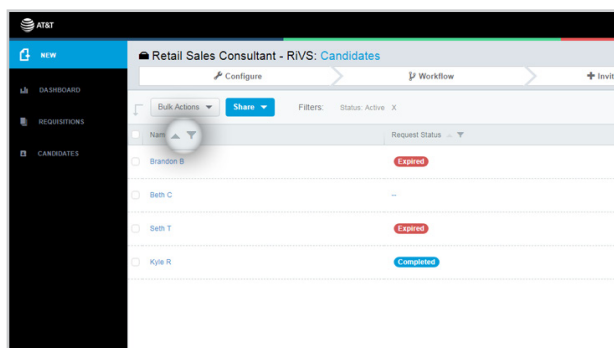 AT&T
NEW
Retail Sales Consultant - RiVS: Candidates
Configure
Workflow
Invit
DASHBOARD
Bulk Actions
Share
Filters:
Status: Active X
REQUISITIONS
Nam
Request Status
CANDIDATES
Brandon B
Expired
Beth C
--
Seth T
Expired
Kyle R
Completed